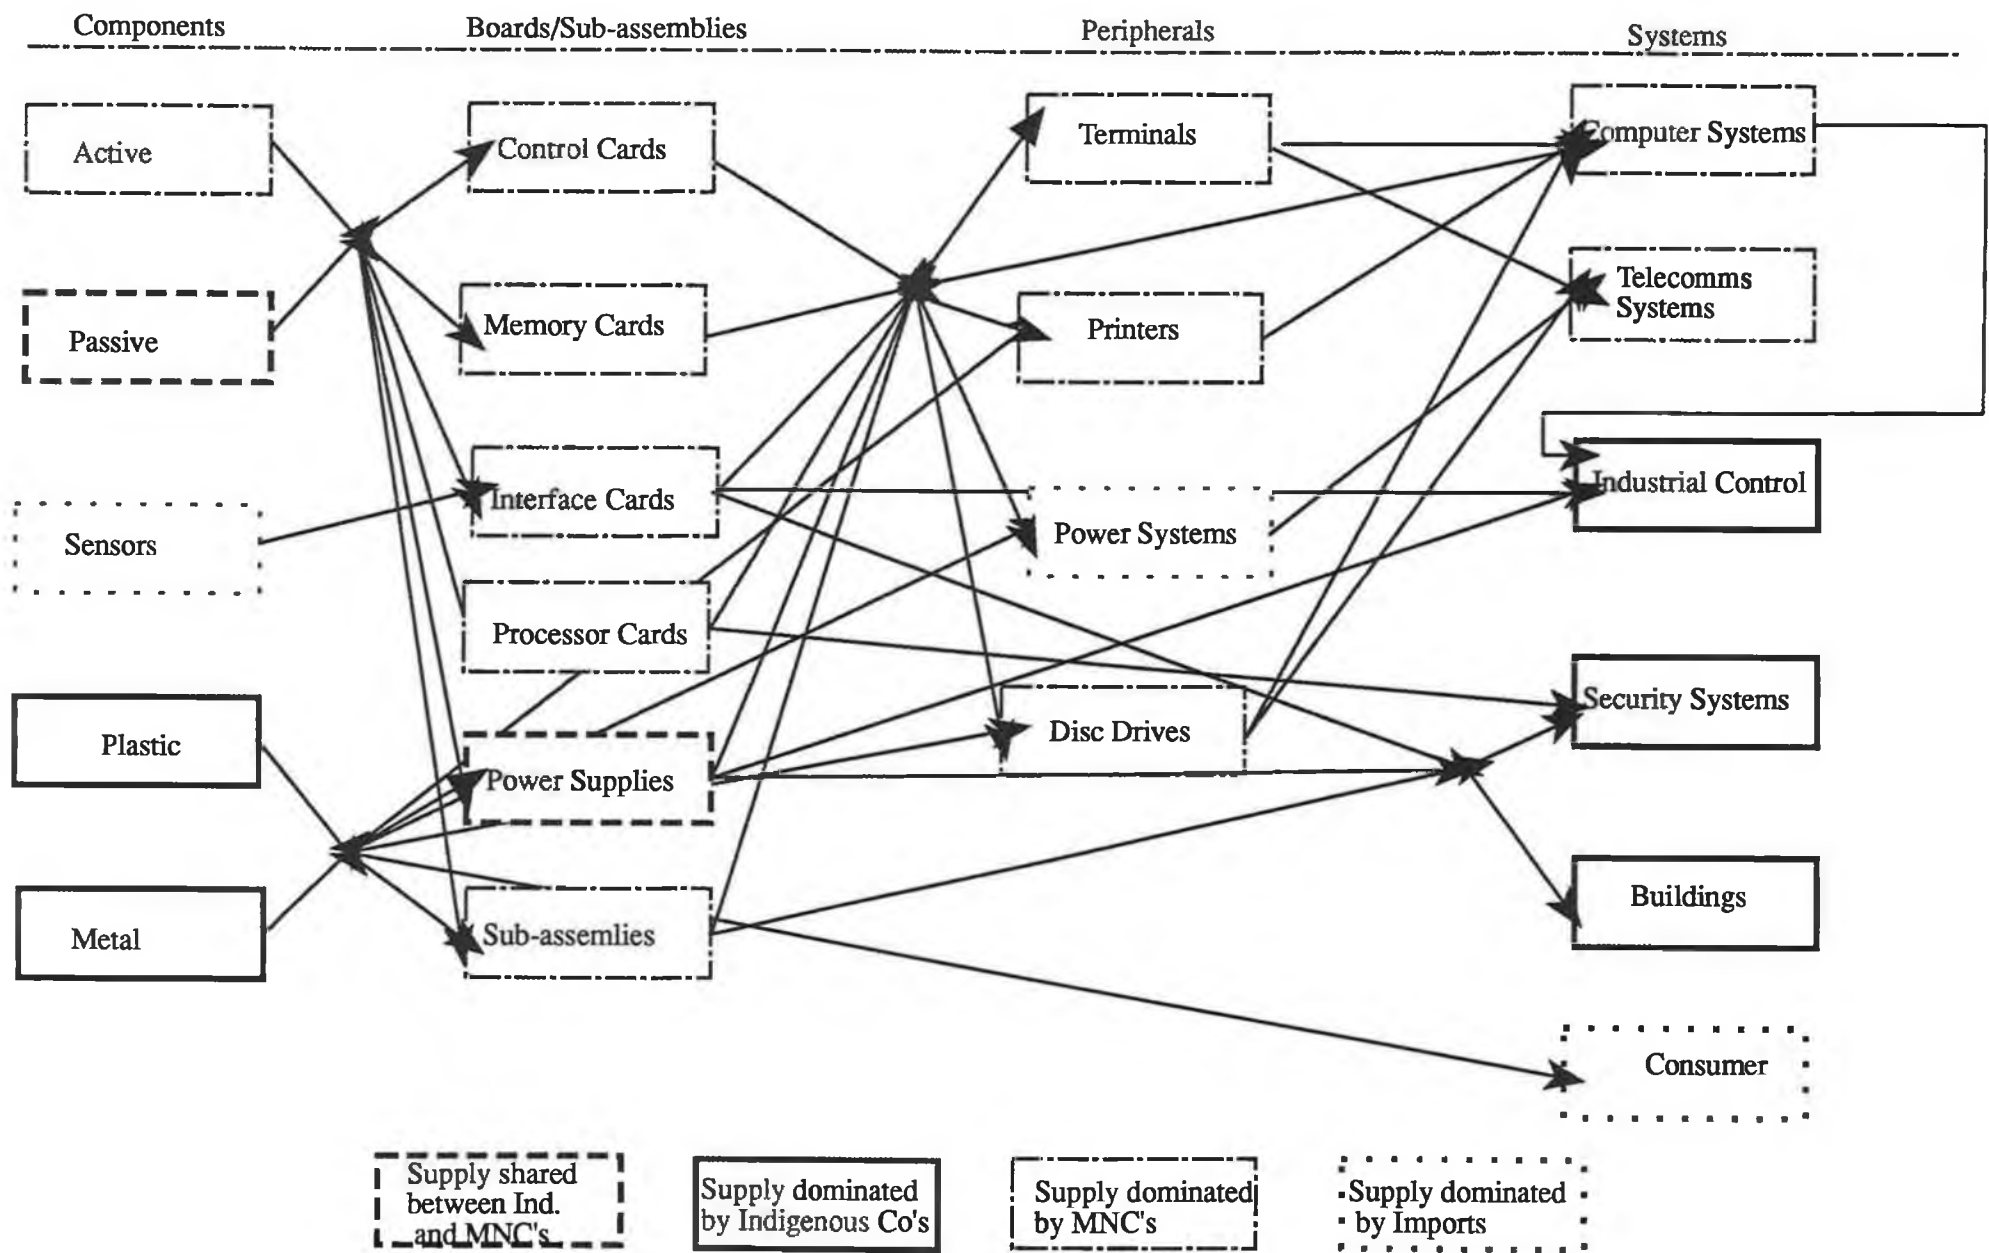 Components
Boards/Sub-assemblies
Peripherals
Systems
Active
Control Cards
Terminals
Computer Systems
Passive
Memory Cards
Printers
Telecomms
Systems
Sensors
Interface Cards
Power Systems
Industrial Control
Processor Cards
Plastic
Power Supplies
Disc Drives
Security Systems
Metal
Sub-assemlies
Buildings
Consumer
Supply shared
between Ind.
and MNC's
Supply dominated
by Indigenous Co's
Supply dominated
by MNC's
Supply dominated
by Imports